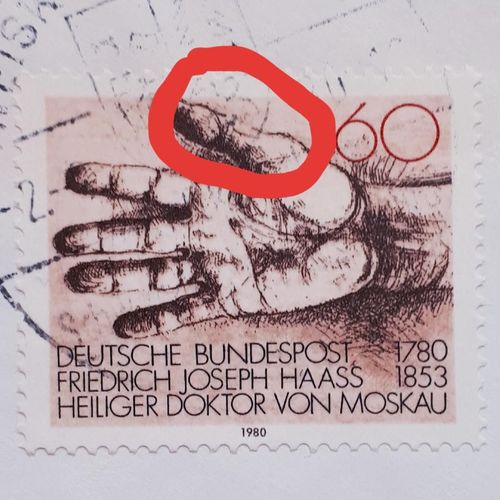 60
DEUTSCHE BUNDESPOST 1780
FRIEDRICH JOSEPH HAASS 1853
HEILIGER DOKTOR VON MOSKAU
1980